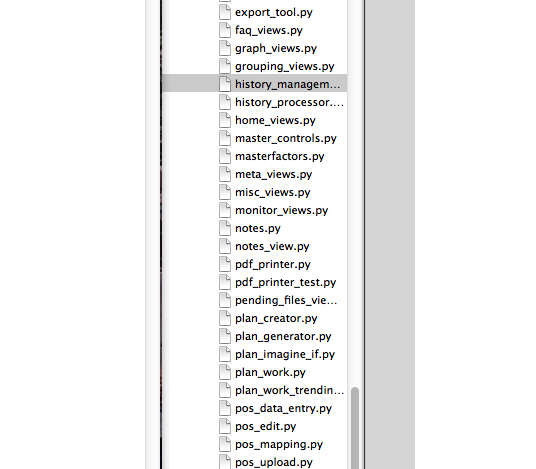 export_tool.py
faq_views.py
graph_views.py
grouping_views.py
history_managem...
history_processor....
home_views.py
master_controls.py
masterfactors.py
meta_views.py
misc_views.py
monitor_views.py
notes.py
notes_view.py
pdf_printer.py
pdf_printer_test.py
pending_files_vie...
plan_creator.py
plan_generator.py
plan_imagine_if.py
plan_work.py
plan_work_trendin...
pos_data_entry.py
pos_edit.py
pos_mapping.py
pos_upload.py